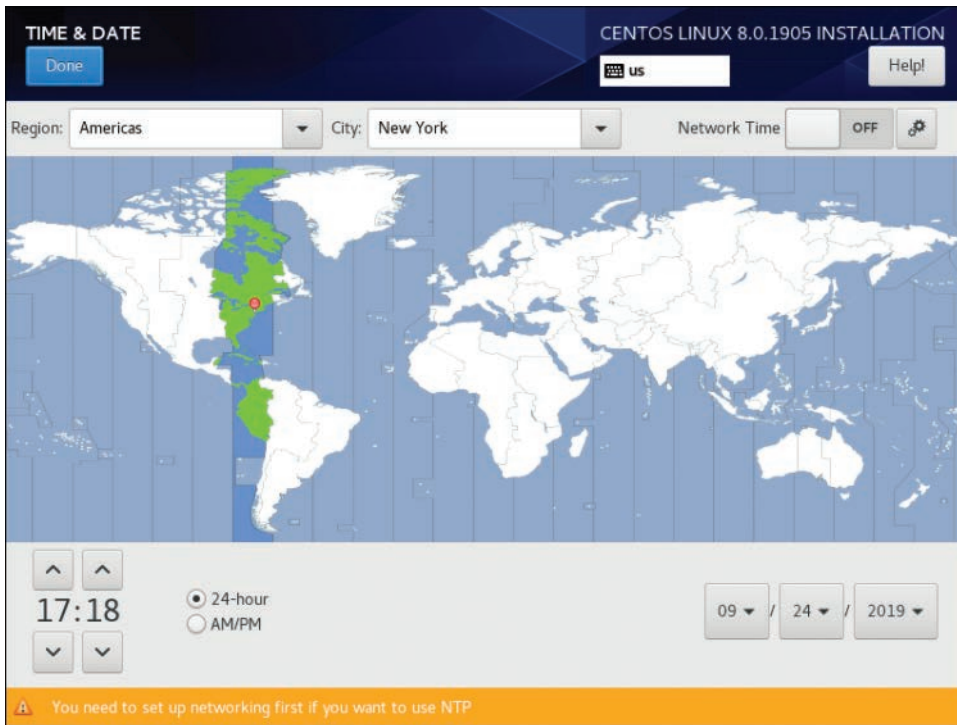 TIME & DATE
CENTOS LINUX 8.0.1905 INSTALLATION
Done
us
Help!
Region: Americas City: New York Network Time OFF
17:18
24-hour
AM/PM
09 / 24 / 2019
You need to set up networking first if you want to use NTP